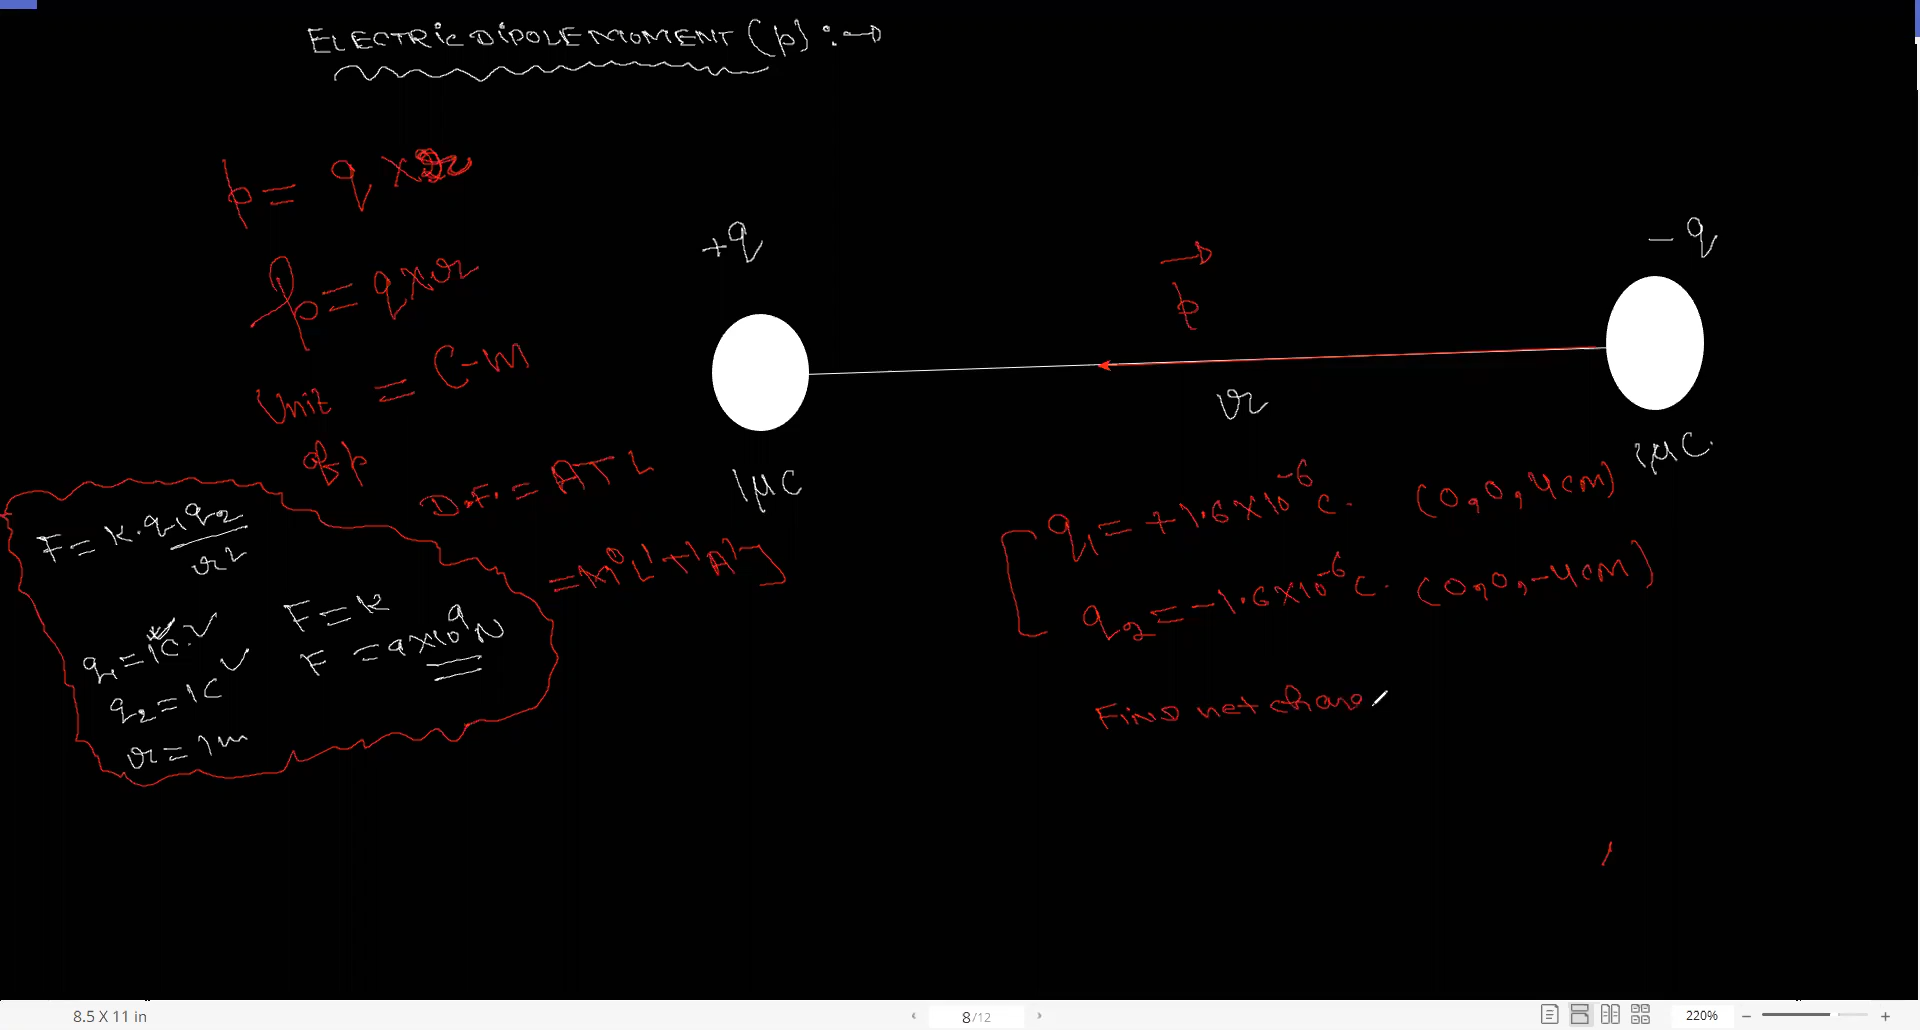 ELECTRIC DIPOLE MOMENT (p) :→
p = q × r
p = q × r
Unit of p = C-m
D.F. = ATL
= M⁰L¹T¹A¹]
+q
-q
p
r
1μC
1μC
q₁ = +1.6×10⁻⁶ C. (0,0,4cm)
q₂ = -1.6×10⁻⁶ C. (0,0,-4cm)
Find net char
F = k.q₁q₂/r²
q₁ = 1C. ✓
q₂ = 1C ✓
r = 1m
F = k
F = 9×10⁹ N
8.5 X 11 in
8 /12
220%